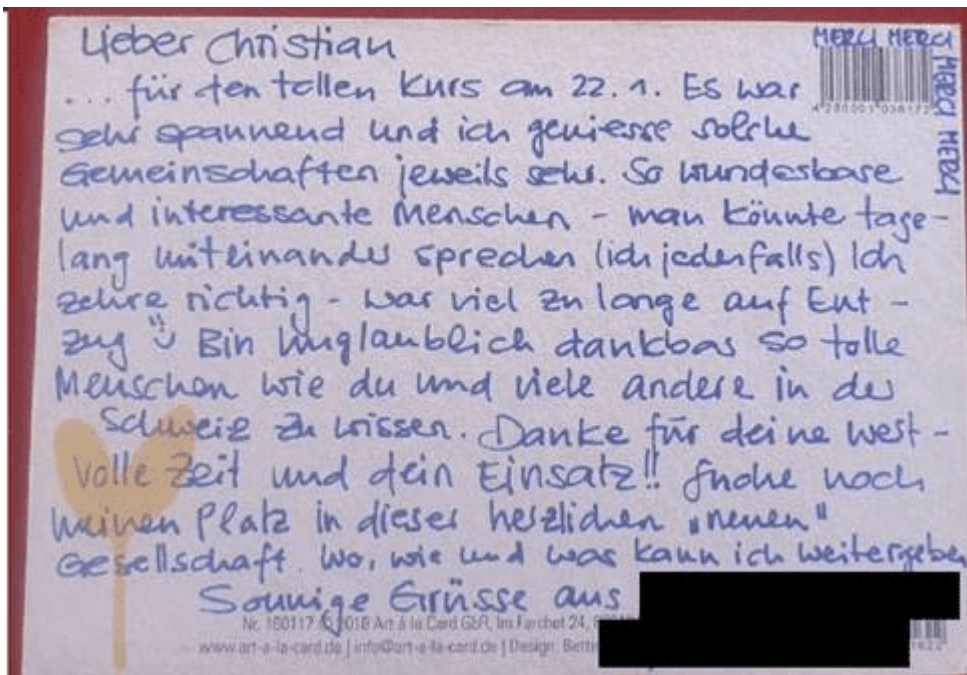 Lieber Christian
MERCI MERCI
MERCI MERCI
... für den tollen Kurs am 22.1. Es war
sehr spannend und ich geniesse solche
Gemeinschaften jeweils sehr. So wunderbare
und interessante Menschen - man könnte tage-
lang miteinander sprechen (ich jedenfalls) Ich
zehre richtig - war viel zu lange auf Ent-
zug Bin unglaublich dankbar so tolle
Menschen wie du und viele andere in der
Schweiz zu wissen. Danke für deine wert-
volle Zeit und dein Einsatz!! Suche noch
meinen Platz in dieser herzlichen „neuen"
Gesellschaft. Wo, wie und was kann ich weitergeben
Sonnige Grüsse aus
Nr. 160117 © 2018 Art à la Card GbR, Im Farchet 24,
www.art-a-la-card.de | info@art-a-la-card.de | Design: